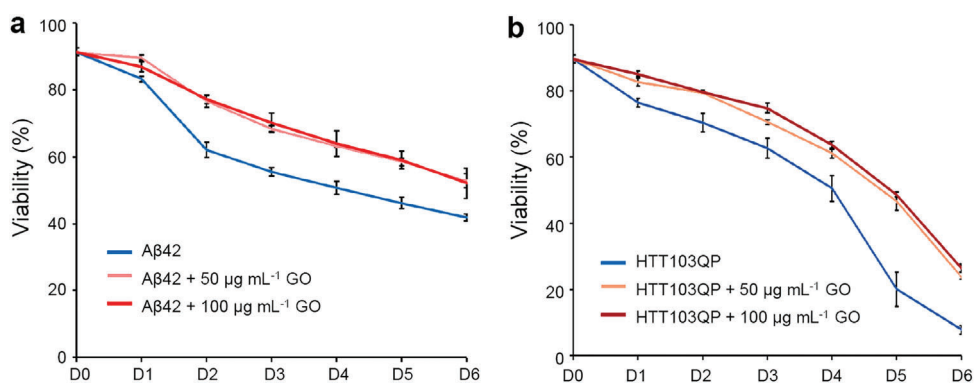 a
Viability (%)
100
80
60
40
20
0
D0 D1 D2 D3 D4 D5 D6
Aβ42
Aβ42 + 50 µg mL⁻¹ GO
Aβ42 + 100 µg mL⁻¹ GO
b
Viability (%)
100
80
60
40
20
0
D0 D1 D2 D3 D4 D5 D6
HTT103QP
HTT103QP + 50 µg mL⁻¹ GO
HTT103QP + 100 µg mL⁻¹ GO